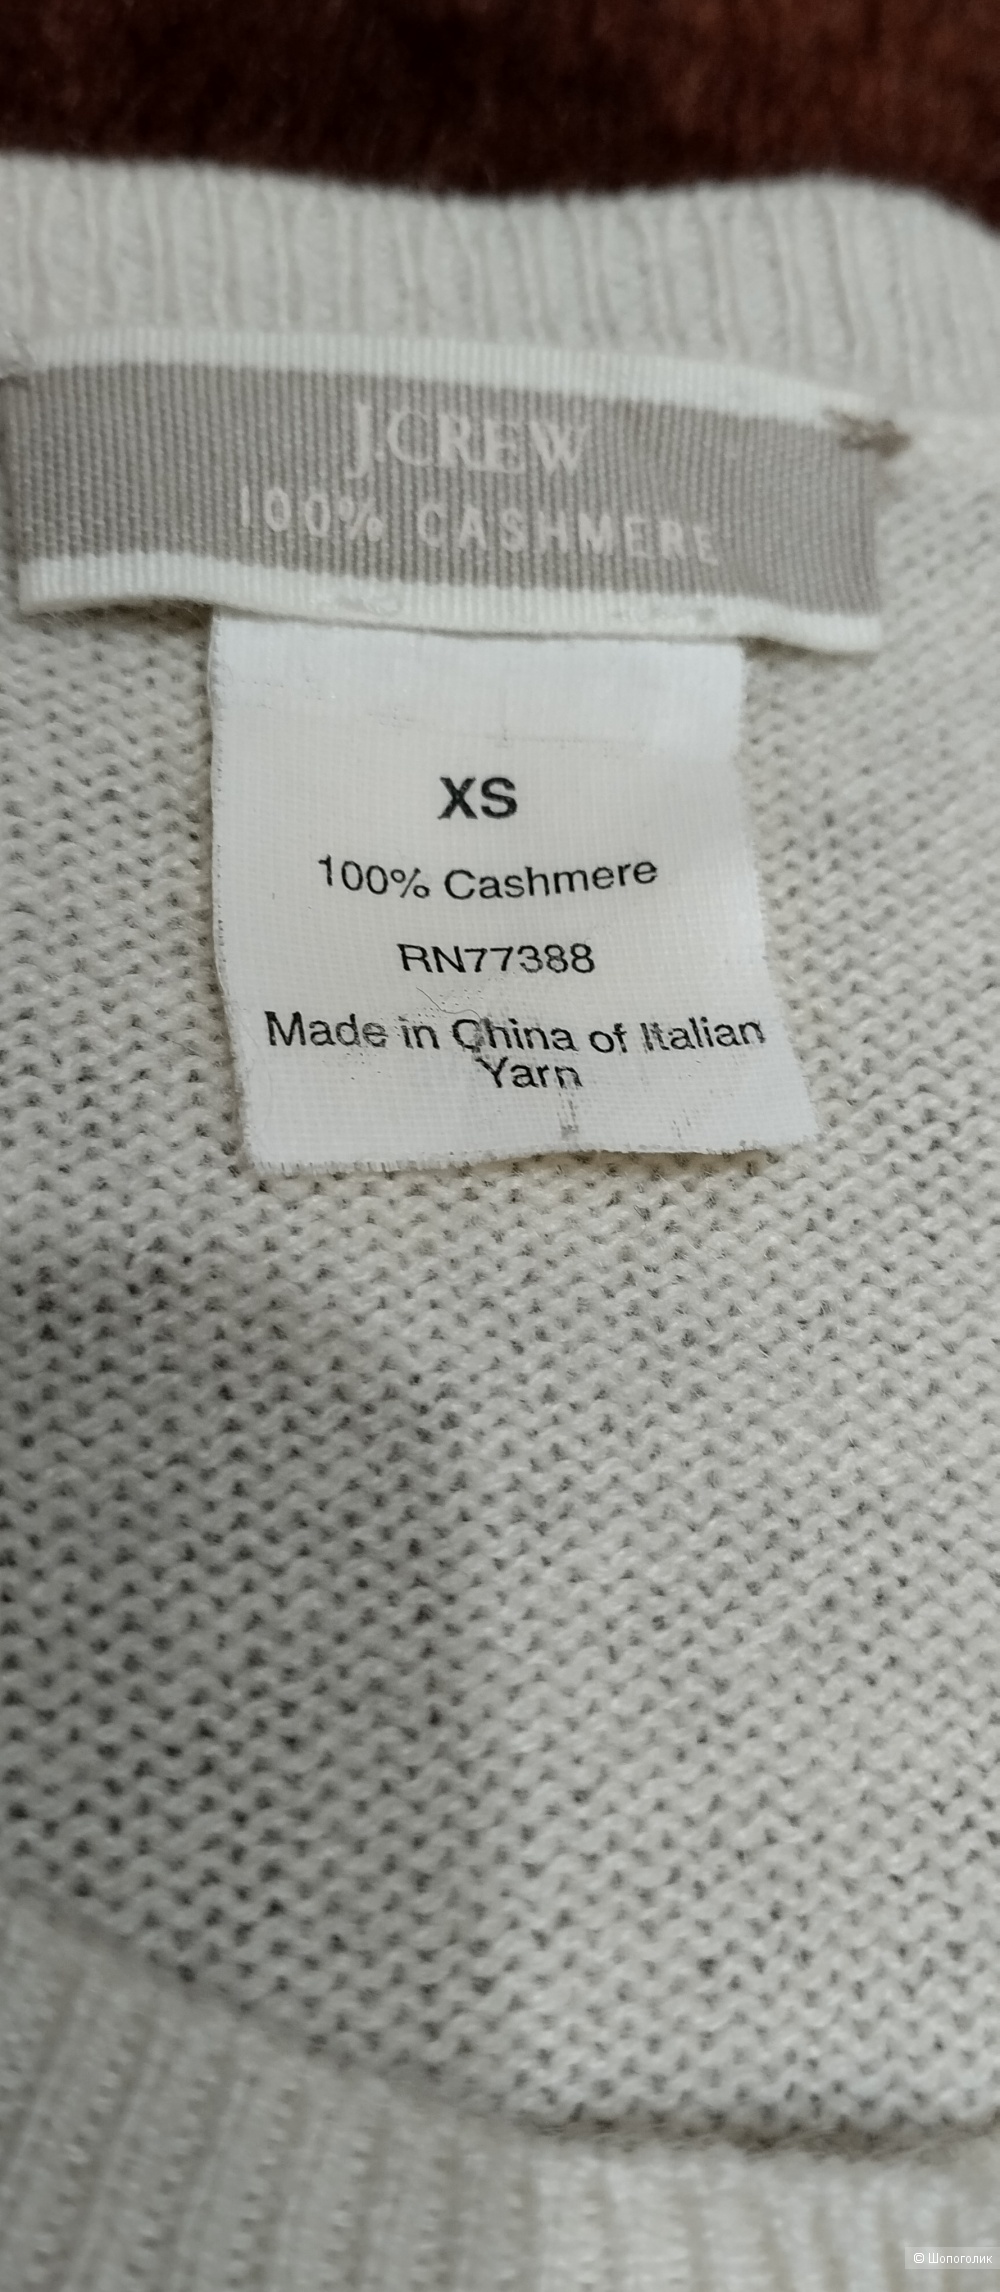 J.CREW
100% CASHMERE
XS
100% Cashmere
RN77388
Made in China of Italian
Yarn
© Шопоголик